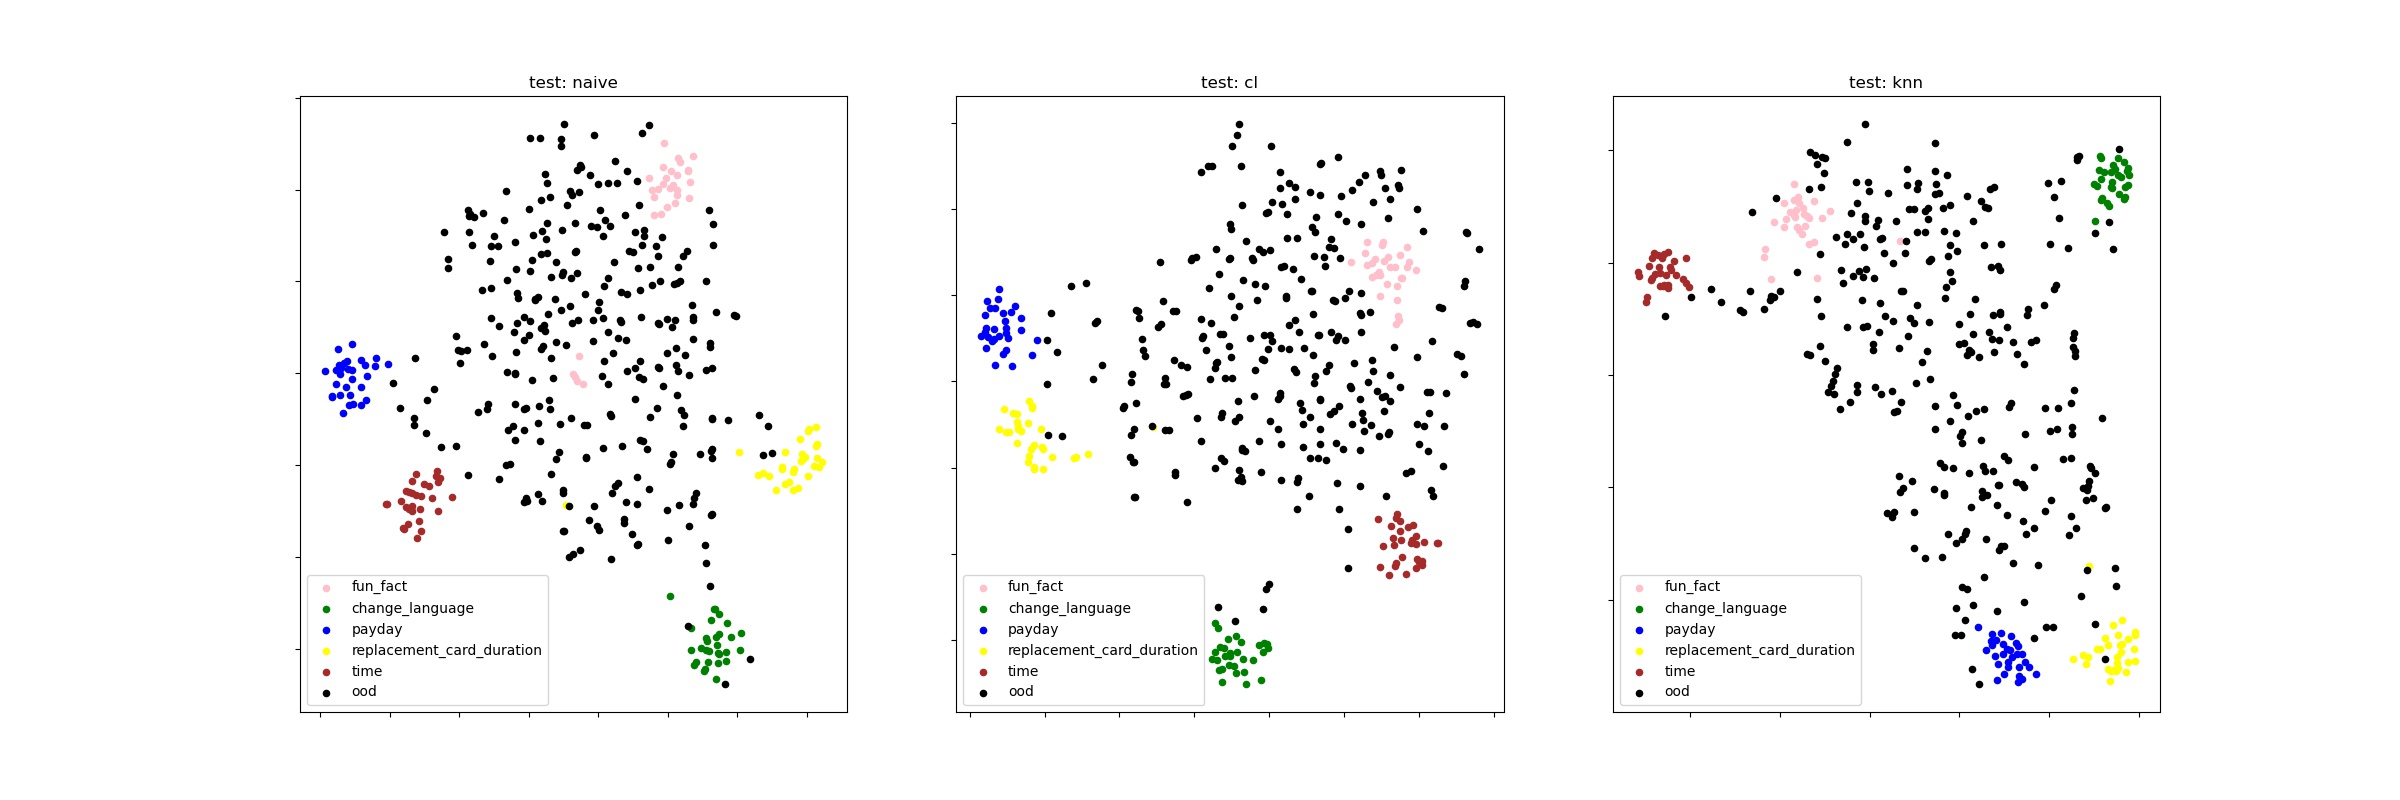 test: naive
fun_fact
change_language
payday
replacement_card_duration
time
ood
test: cl
fun_fact
change_language
payday
replacement_card_duration
time
ood
test: knn
fun_fact
change_language
payday
replacement_card_duration
time
ood